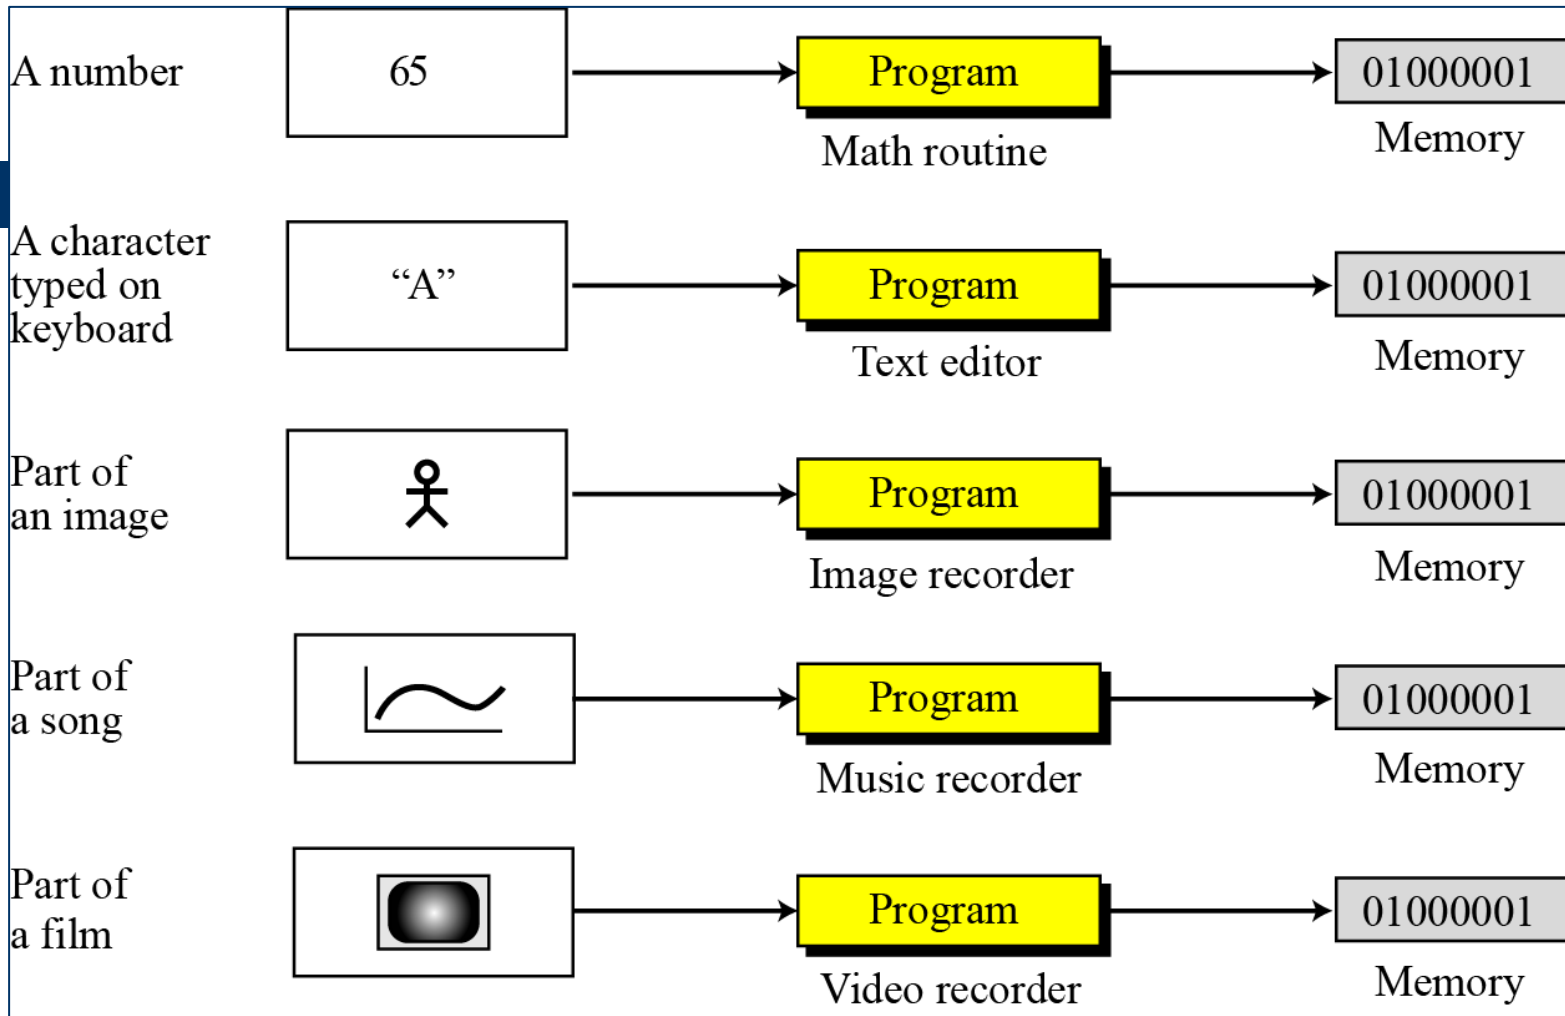 A number
65
Program
01000001
Math routine
Memory
A character
typed on
keyboard
“A”
Program
01000001
Text editor
Memory
Part of
an image
Program
01000001
Image recorder
Memory
Part of
a song
Program
01000001
Music recorder
Memory
Part of
a film
Program
01000001
Video recorder
Memory